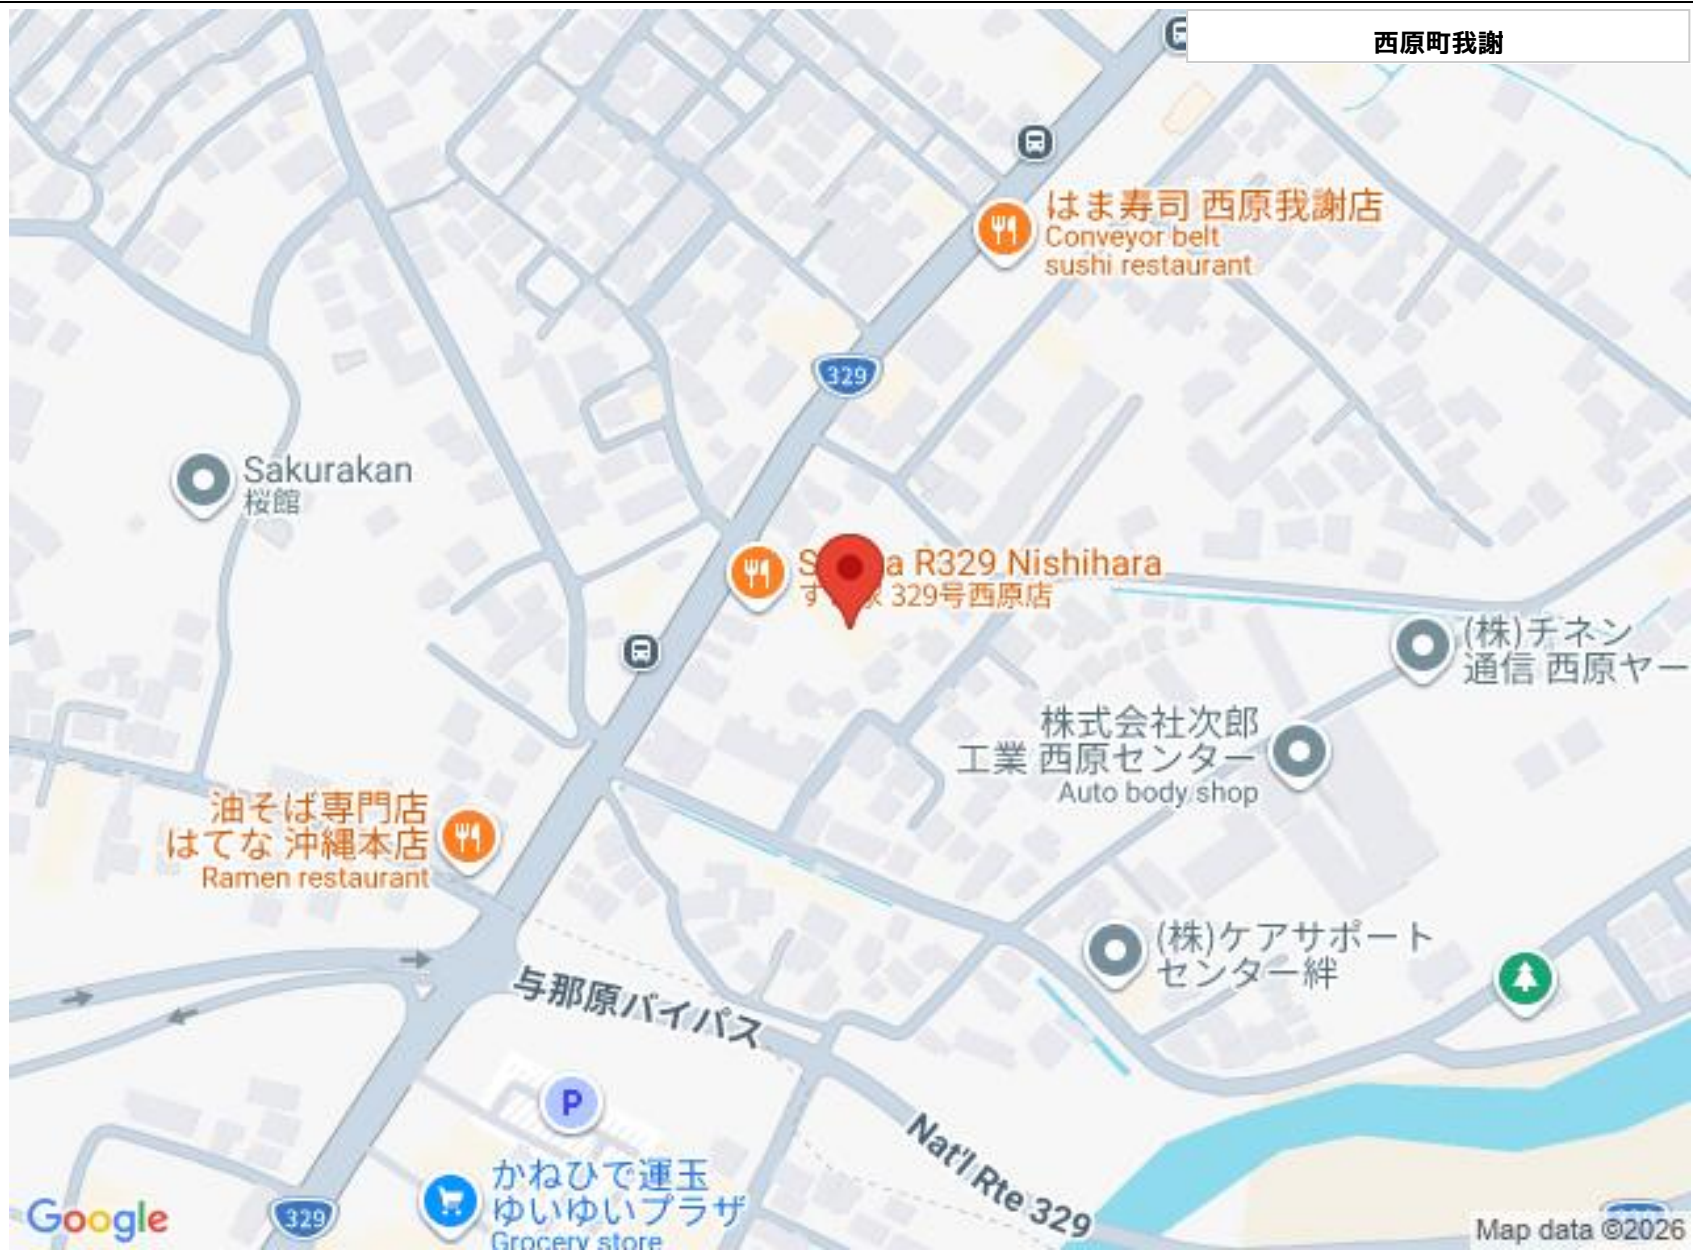 西原町我謝
はま寿司 西原我謝店
Conveyor belt
sushi restaurant
329
Sakurakan
桜館
R329 Nishihara
329号西原店
(株)チネン
通信 西原ヤー
株式会社次郎
工業 西原センター
Auto body shop
油そば専門店
はてな 沖縄本店
Ramen restaurant
(株)ケアサポート
センター絆
与那原バイパス
P
Nat'l Rte 329
かねひで運玉
ゆいゆいプラザ
Grocery store
329
Google
Map data ©2026